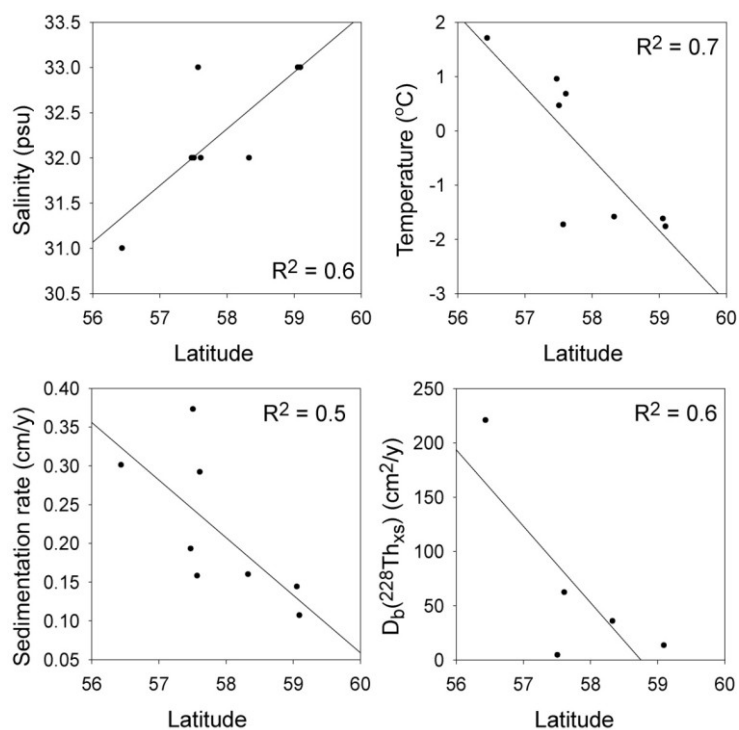 33.5
33.0
32.5
32.0
31.5
31.0
30.5
Salinity (psu)
R² = 0.6
56 57 58 59 60
Latitude
2
1
0
-1
-2
-3
Temperature (°C)
R² = 0.7
56 57 58 59 60
Latitude
0.40
0.35
0.30
0.25
0.20
0.15
0.10
0.05
Sedimentation rate (cm/y)
R² = 0.5
56 57 58 59 60
Latitude
250
200
150
100
50
0
D_b(²²⁸Th_xs) (cm²/y)
R² = 0.6
56 57 58 59 60
Latitude